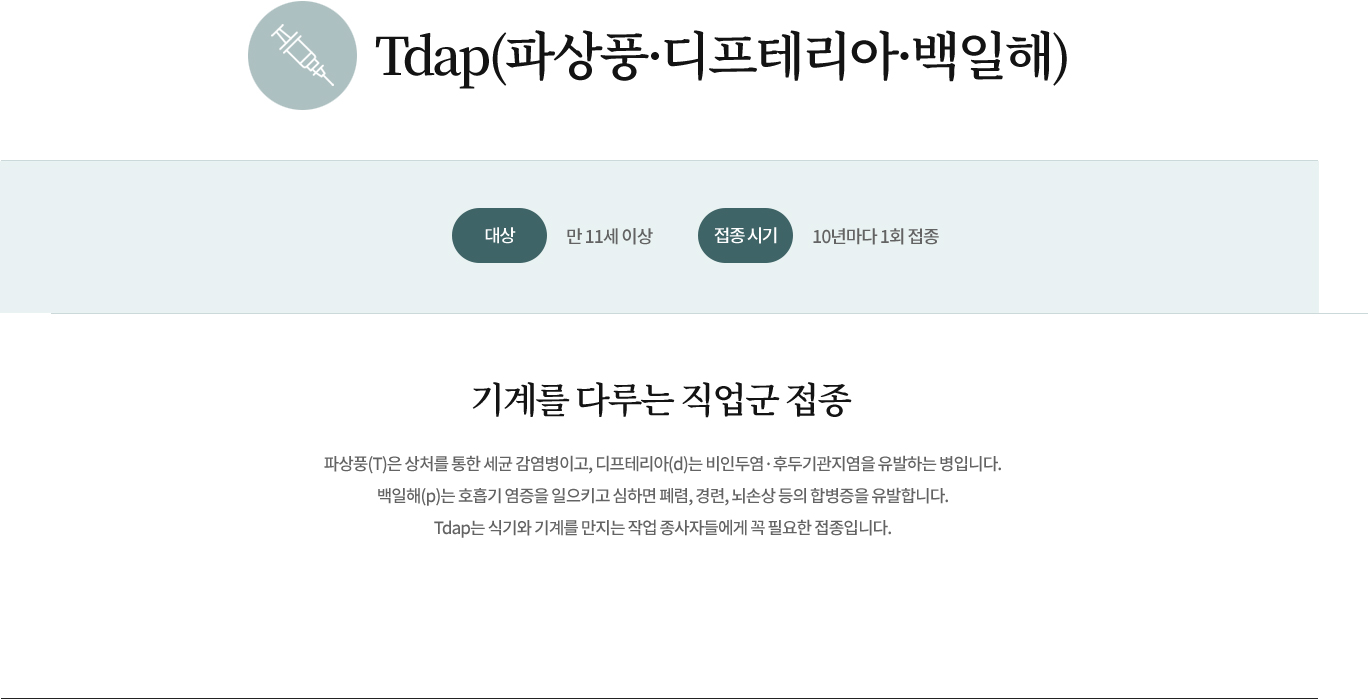 Tdap(파상풍·디프테리아·백일해)
대상 만 11세 이상 접종 시기 10년마다 1회 접종
기계를 다루는 직업군 접종
파상풍(T)은 상처를 통한 세균 감염병이고, 디프테리아(d)는 비인두염·후두기관지염을 유발하는 병입니다.
백일해(p)는 호흡기 염증을 일으키고 심하면 폐렴, 경련, 뇌손상 등의 합병증을 유발합니다.
Tdap는 식기와 기계를 만지는 작업 종사자들에게 꼭 필요한 접종입니다.